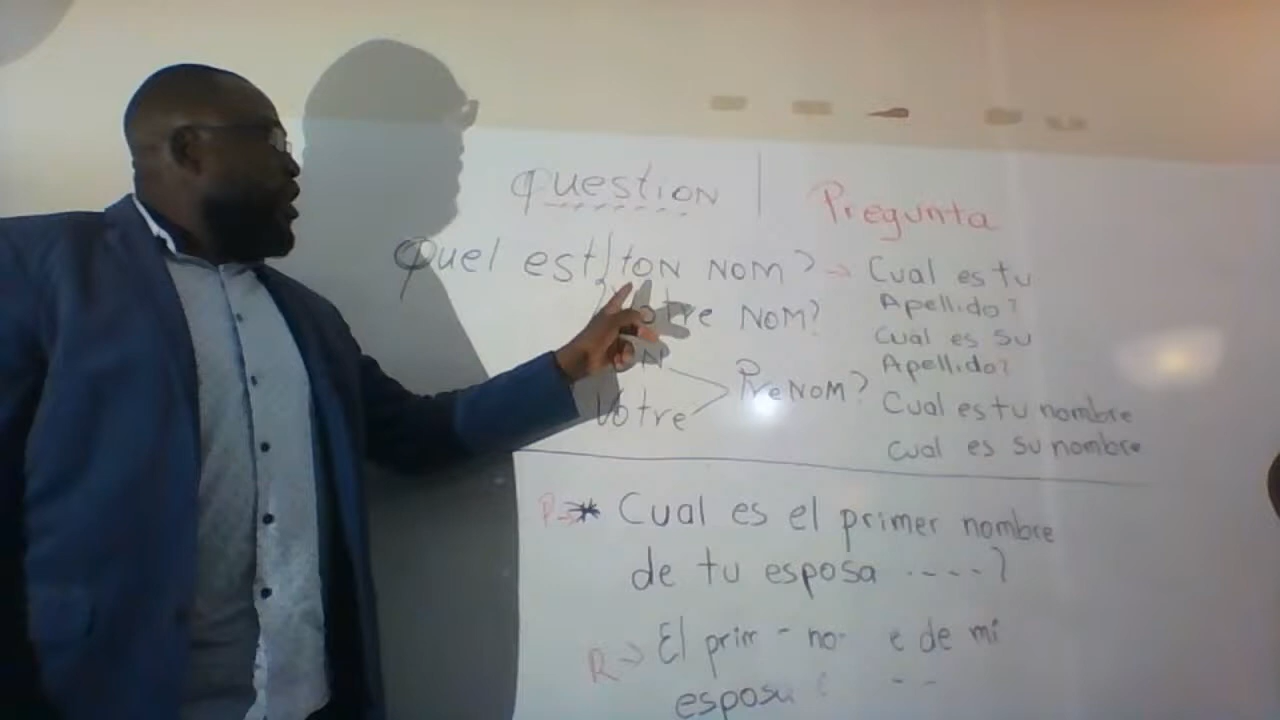 Question | Pregunta
Quel est ton NOM? → Cual es tu
Apellido?
Votre NOM?
Cual es su
Apellido?
PreNOM?
Votre
Cual es tu nombre
Cual es su nombre
P→* Cual es el primer nombre
de tu esposa ----?
R→ El de mi
esposa